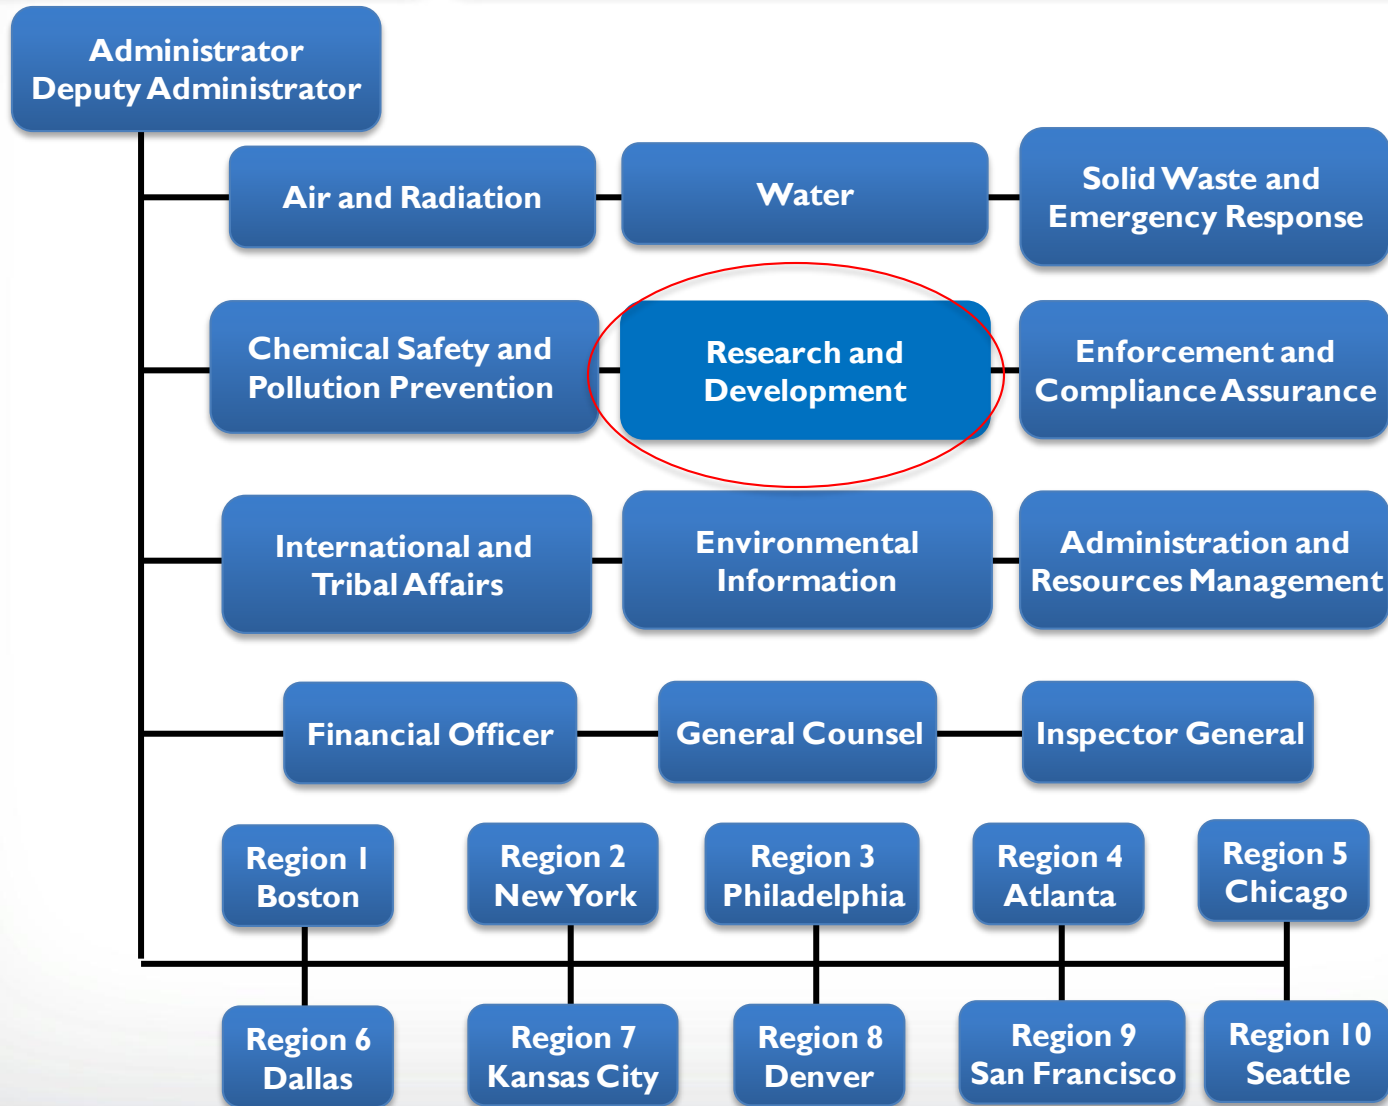 Administrator
Deputy Administrator
Air and Radiation
Water
Solid Waste and
Emergency Response
Chemical Safety and
Pollution Prevention
Research and
Development
Enforcement and
Compliance Assurance
International and
Tribal Affairs
Environmental
Information
Administration and
Resources Management
Financial Officer
General Counsel
Inspector General
Region 1
Boston
Region 2
New York
Region 3
Philadelphia
Region 4
Atlanta
Region 5
Chicago
Region 6
Dallas
Region 7
Kansas City
Region 8
Denver
Region 9
San Francisco
Region 10
Seattle